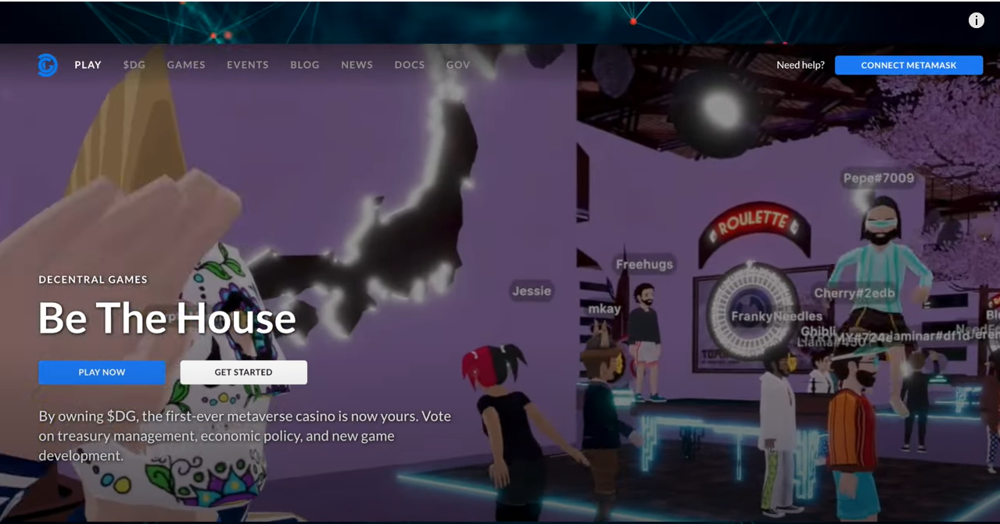 PLAY $DG GAMES EVENTS BLOG NEWS DOCS GOV Need help? CONNECT METAMASK
Pepe#7009
ROULETTE
Freehugs
Jessie
Cherry#2edb
mkay
FrankyNeedles
Ghibli
DECENTRAL GAMES
Be The House
PLAY NOW GET STARTED
By owning $DG, the first-ever metaverse casino is now yours. Vote
on treasury management, economic policy, and new game
development.